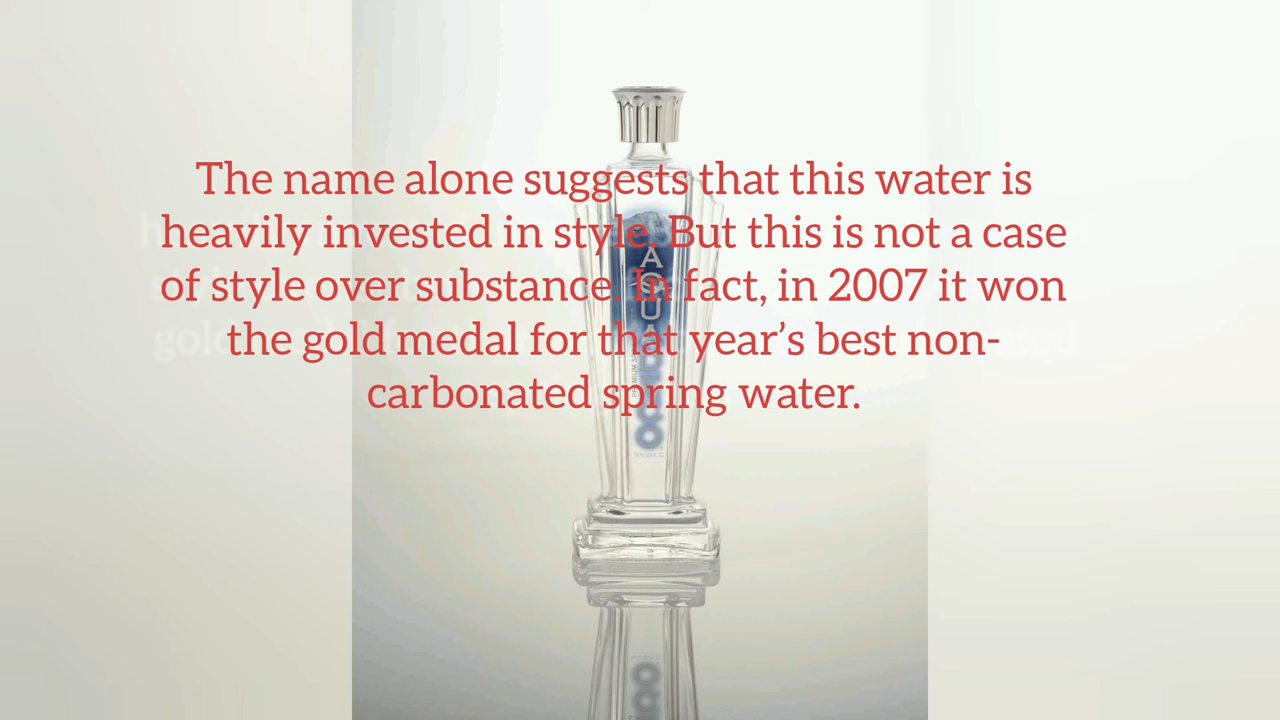 The name alone suggests that this water is
heavily invested in style. But this is not a case
of style over substance. In fact, in 2007 it won
the gold medal for that year’s best non-
carbonated spring water.